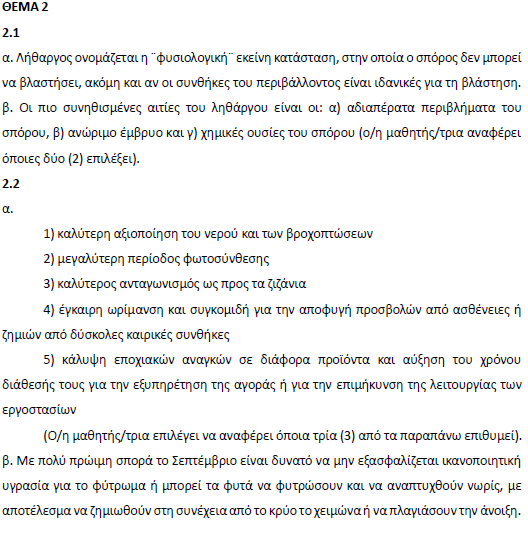 ΘΕΜΑ 2
2.1
α. Λήθαργος ονομάζεται η ¨φυσιολογική¨ εκείνη κατάσταση, στην οποία ο σπόρος δεν μπορεί
να βλαστήσει, ακόμη και αν οι συνθήκες του περιβάλλοντος είναι ιδανικές για τη βλάστηση.
β. Οι πιο συνηθισμένες αιτίες του ληθάργου είναι οι: α) αδιαπέρατα περιβλήματα του
σπόρου, β) ανώριμο έμβρυο και γ) χημικές ουσίες του σπόρου (ο/η μαθητής/τρια αναφέρει
όποιες δύο (2) επιλέξει).
2.2
α.
1) καλύτερη αξιοποίηση του νερού και των βροχοπτώσεων
2) μεγαλύτερη περίοδος φωτοσύνθεσης
3) καλύτερος ανταγωνισμός ως προς τα ζιζάνια
4) έγκαιρη ωρίμανση και συγκομιδή για την αποφυγή προσβολών από ασθένειες ή
ζημιών από δύσκολες καιρικές συνθήκες
5) κάλυψη εποχιακών αναγκών σε διάφορα προϊόντα και αύξηση του χρόνου
διάθεσής τους για την εξυπηρέτηση της αγοράς ή για την επιμήκυνση της λειτουργίας των
εργοστασίων
(Ο/η μαθητής/τρια επιλέγει να αναφέρει όποια τρία (3) από τα παραπάνω επιθυμεί).
β. Με πολύ πρώιμη σπορά το Σεπτέμβριο είναι δυνατό να μην εξασφαλίζεται ικανοποιητική
υγρασία για το φύτρωμα ή μπορεί τα φυτά να φυτρώσουν και να αναπτυχθούν νωρίς, με
αποτέλεσμα να ζημιωθούν στη συνέχεια από το κρύο το χειμώνα ή να πλαγιάσουν την άνοιξη.